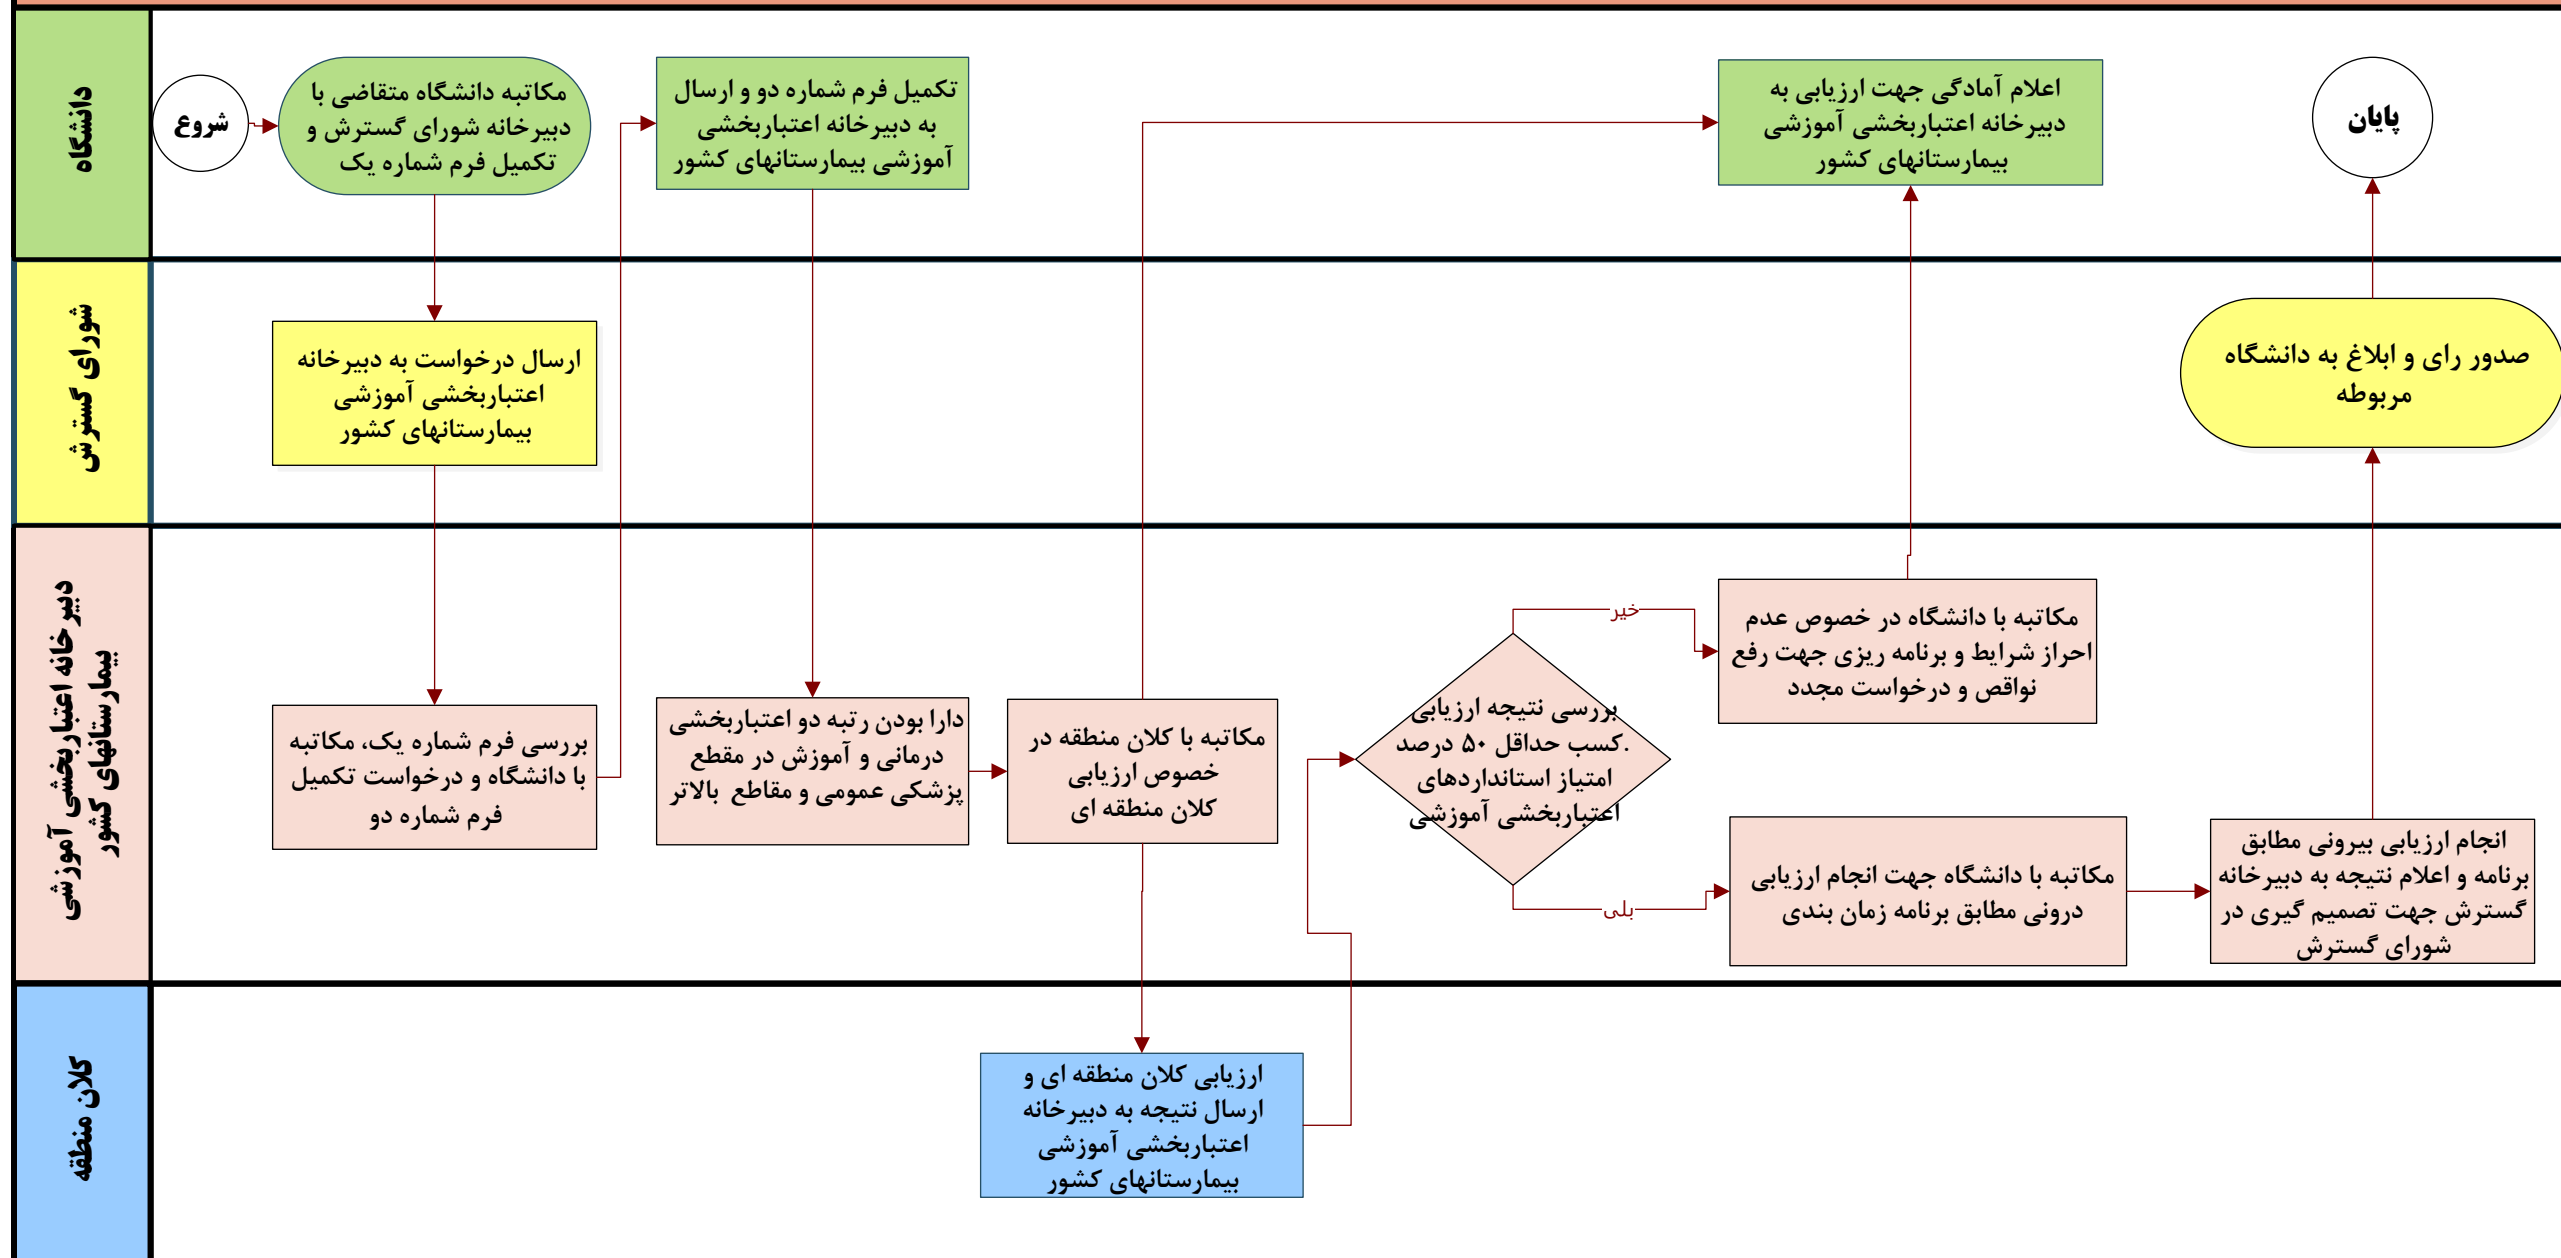 دانشگاه
شروع
مکاتبه دانشگاه متقاضی با
دبیرخانه شورای گسترش و
تکمیل فرم شماره یک
تکمیل فرم شماره دو و ارسال
به دبیرخانه اعتباربخشی
آموزشی بیمارستانهای کشور
اعلام آمادگی جهت ارزیابی به
دبیرخانه اعتباربخشی آموزشی
بیمارستانهای کشور
پایان
شورای گسترش
ارسال درخواست به دبیرخانه
اعتباربخشی آموزشی
بیمارستانهای کشور
صدور رای و ابلاغ به دانشگاه
مربوطه
دبیرخانه اعتباربخشی آموزشی
بیمارستانهای کشور
بررسی فرم شماره یک، مکاتبه
با دانشگاه و درخواست تکمیل
فرم شماره دو
دارا بودن رتبه دو اعتباربخشی
درمانی و آموزش در مقطع
پزشکی عمومی و مقاطع بالاتر
مکاتبه با کلان منطقه در
خصوص ارزیابی
کلان منطقه ای
بررسی نتیجه ارزیابی
.کسب حداقل ۵۰ درصد
امتیاز استانداردهای
اعتباربخشی آموزشی
خیر
مکاتبه با دانشگاه در خصوص عدم
احراز شرایط و برنامه ریزی جهت رفع
نواقص و درخواست مجدد
بلی
مکاتبه با دانشگاه جهت انجام ارزیابی
درونی مطابق برنامه زمان بندی
انجام ارزیابی بیرونی مطابق
برنامه و اعلام نتیجه به دبیرخانه
گسترش جهت تصمیم گیری در
شورای گسترش
کلان منطقه
ارزیابی کلان منطقه ای و
ارسال نتیجه به دبیرخانه
اعتباربخشی آموزشی
بیمارستانهای کشور